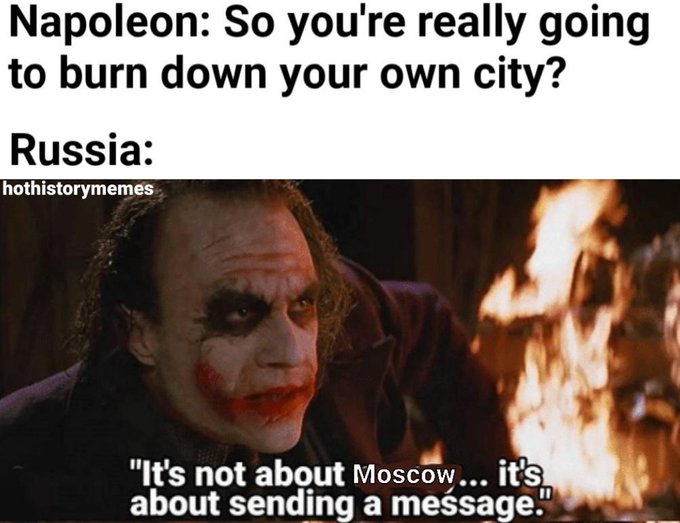 Napoleon: So you're really going
to burn down your own city?
Russia:
hothistorymemes
"It's not about Moscow... it's
about sending a message."